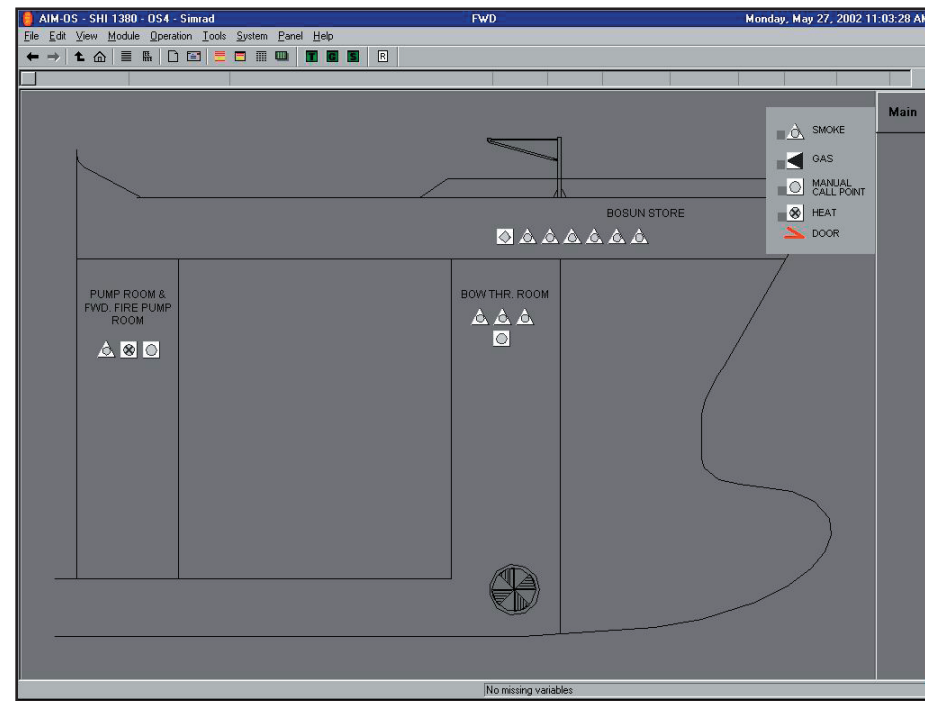 AIM-OS - SHI 1380 - OS4 - Simrad
FWD
Monday, May 27, 2002 11:03:28 AM
File Edit View Module Operation Tools System Panel Help
T G S R
Main
SMOKE
GAS
MANUAL
CALL POINT
HEAT
DOOR
BOSUN STORE
PUMP ROOM &
FWD. FIRE PUMP
ROOM
BOW THR. ROOM
No missing variables